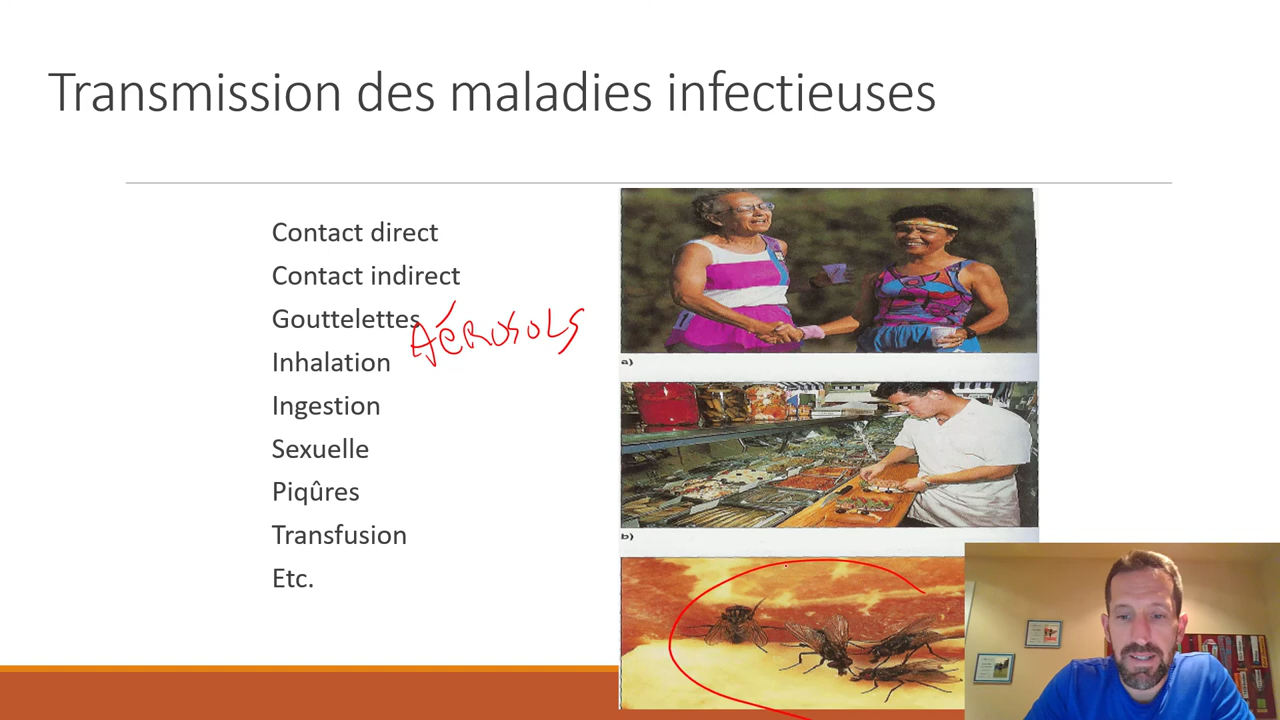 Transmission des maladies infectieuses
Contact direct
Contact indirect
Gouttelettes
AÉROSOLS
Inhalation
Ingestion
Sexuelle
Piqûres
Transfusion
Etc.
a)
b)